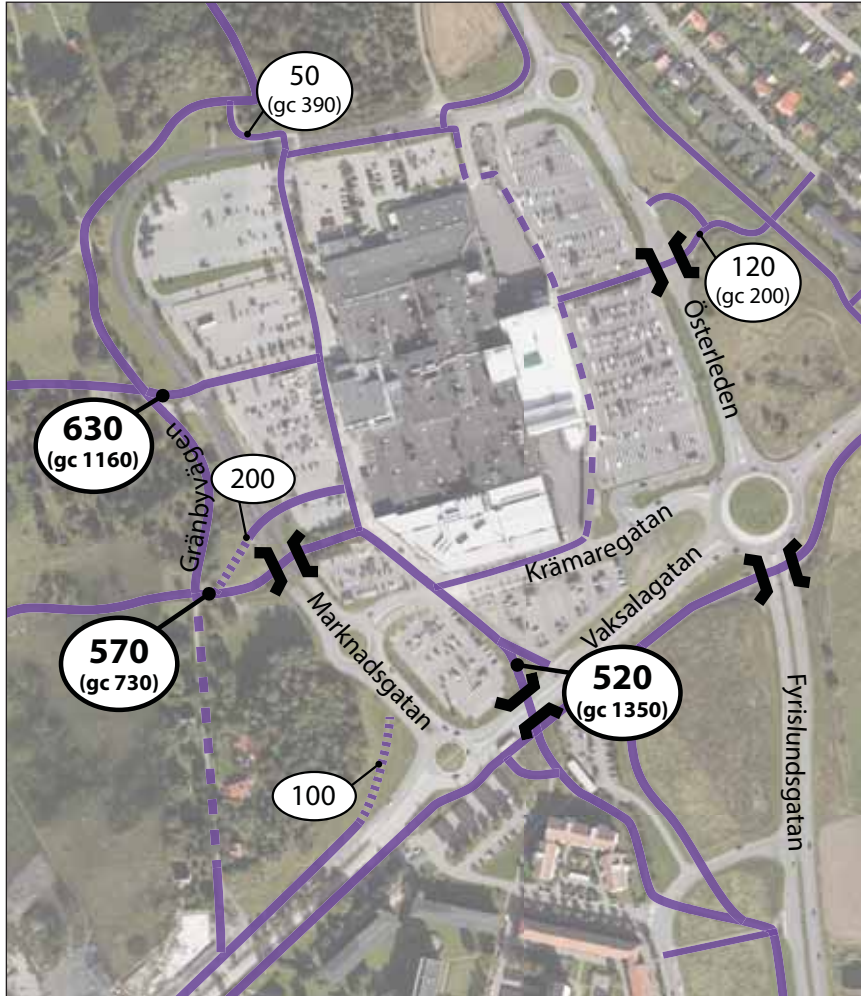 50
(gc 390)
120
(gc 200)
Österleden
630
(gc 1160)
Gränbyvägen
200
Krämaregatan
Vaksalagatan
Marknadsgatan
570
(gc 730)
520
(gc 1350)
Fyrislundsgatan
100